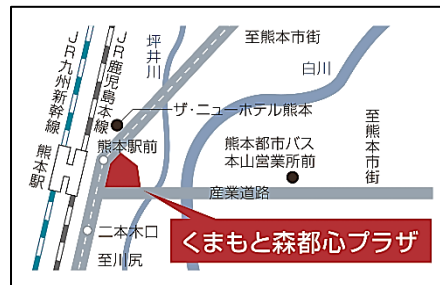 至熊本市街
坪井川
白川
JR鹿児島本線
JR九州新幹線
ザ・ニューホテル熊本
至熊本市街
熊本駅前
熊本都市バス
本山営業所前
熊本駅
産業道路
二本木口
くまもと森都心プラザ
至川尻